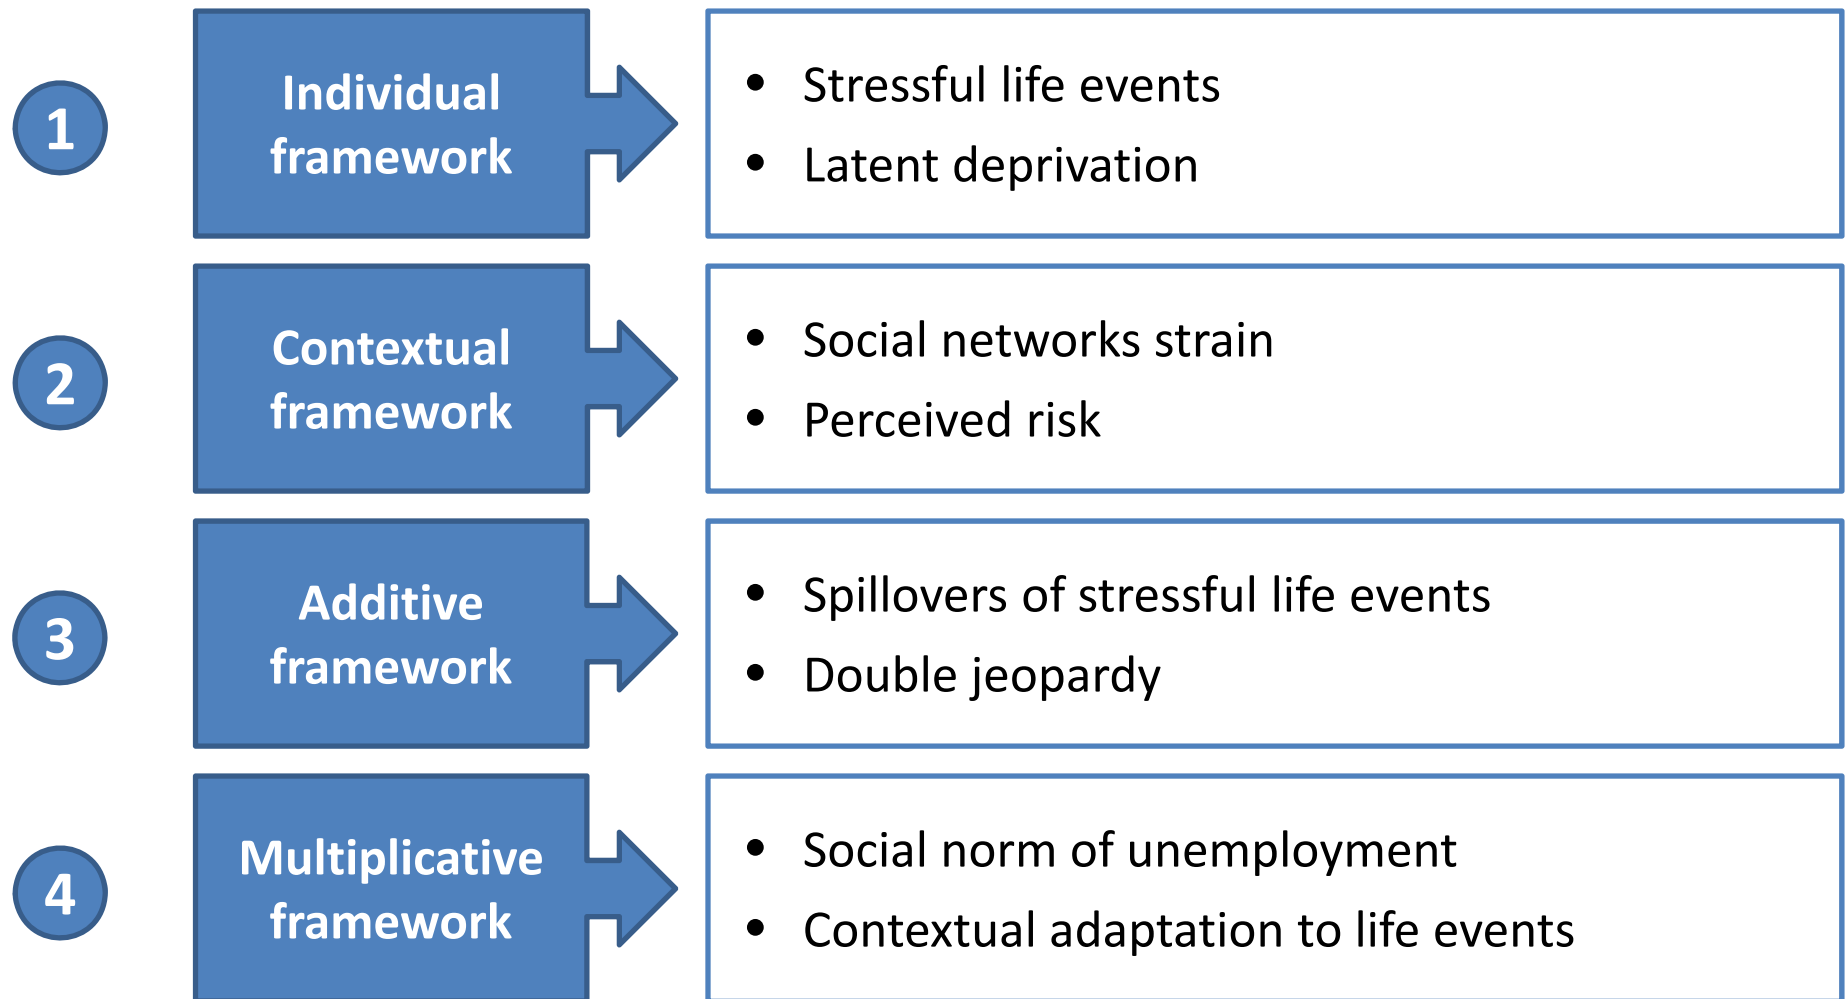 1
Individual
framework
• Stressful life events
• Latent deprivation
2
Contextual
framework
• Social networks strain
• Perceived risk
3
Additive
framework
• Spillovers of stressful life events
• Double jeopardy
4
Multiplicative
framework
• Social norm of unemployment
• Contextual adaptation to life events